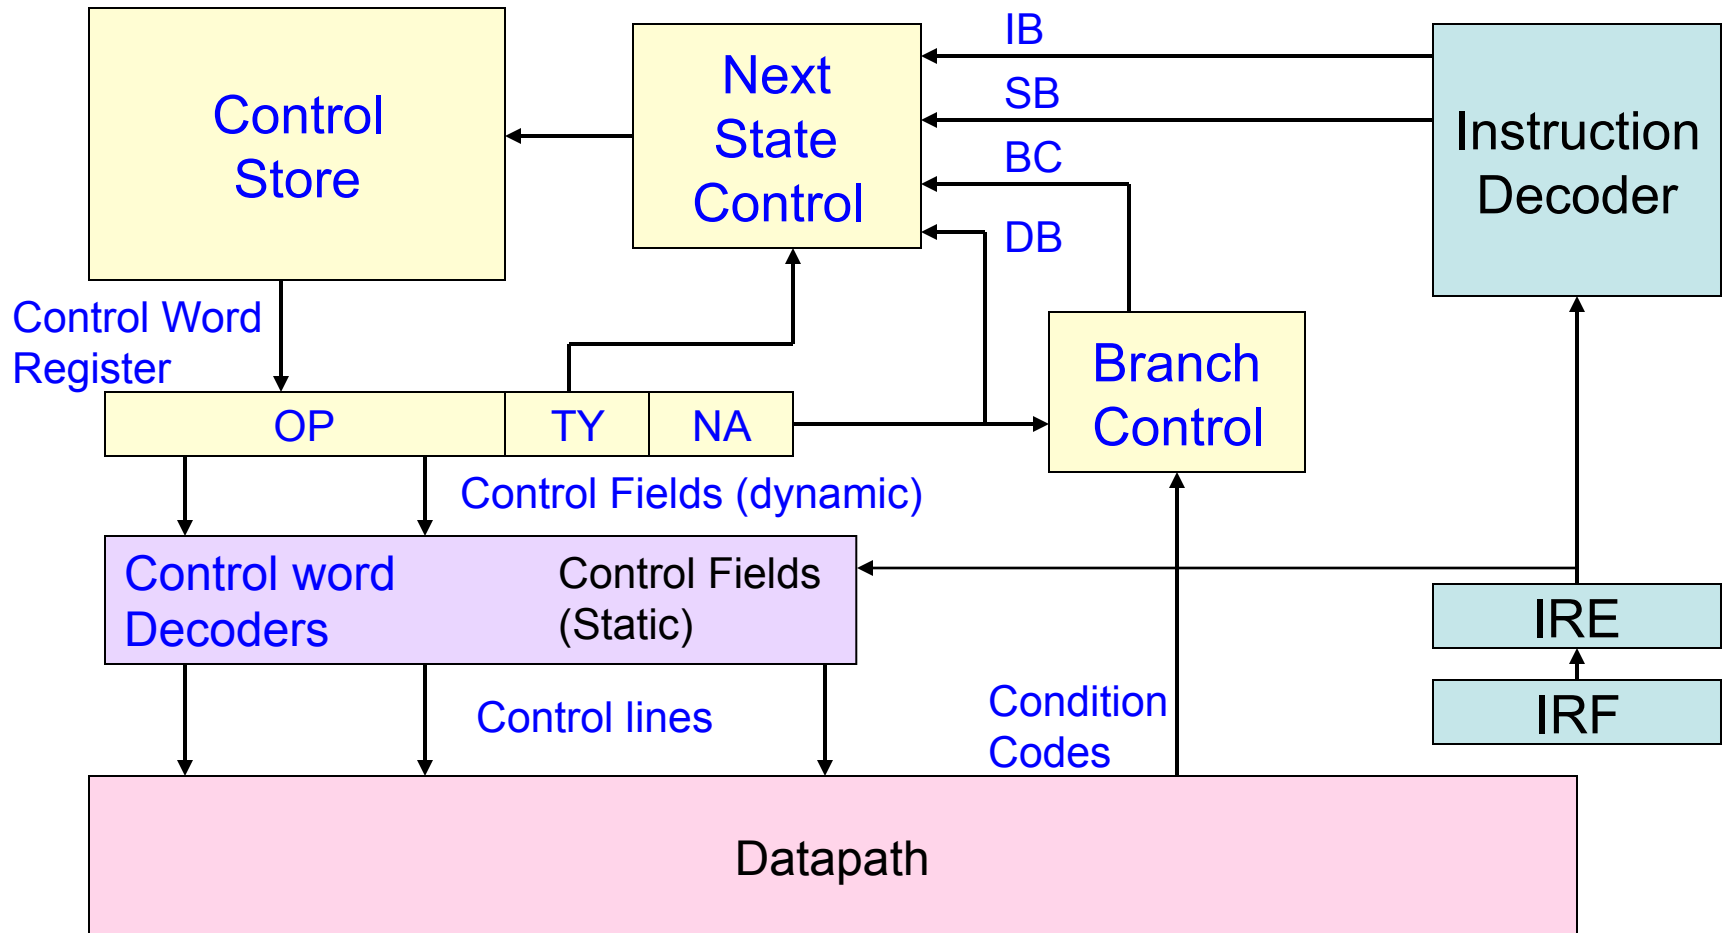 IB
Next
State
Control
SB
BC
DB
Control
Store
Instruction
Decoder
Control Word
Register
Branch
Control
OP
TY
NA
Control Fields (dynamic)
Control word
Decoders
Control Fields
(Static)
IRE
IRF
Control lines
Condition
Codes
Datapath